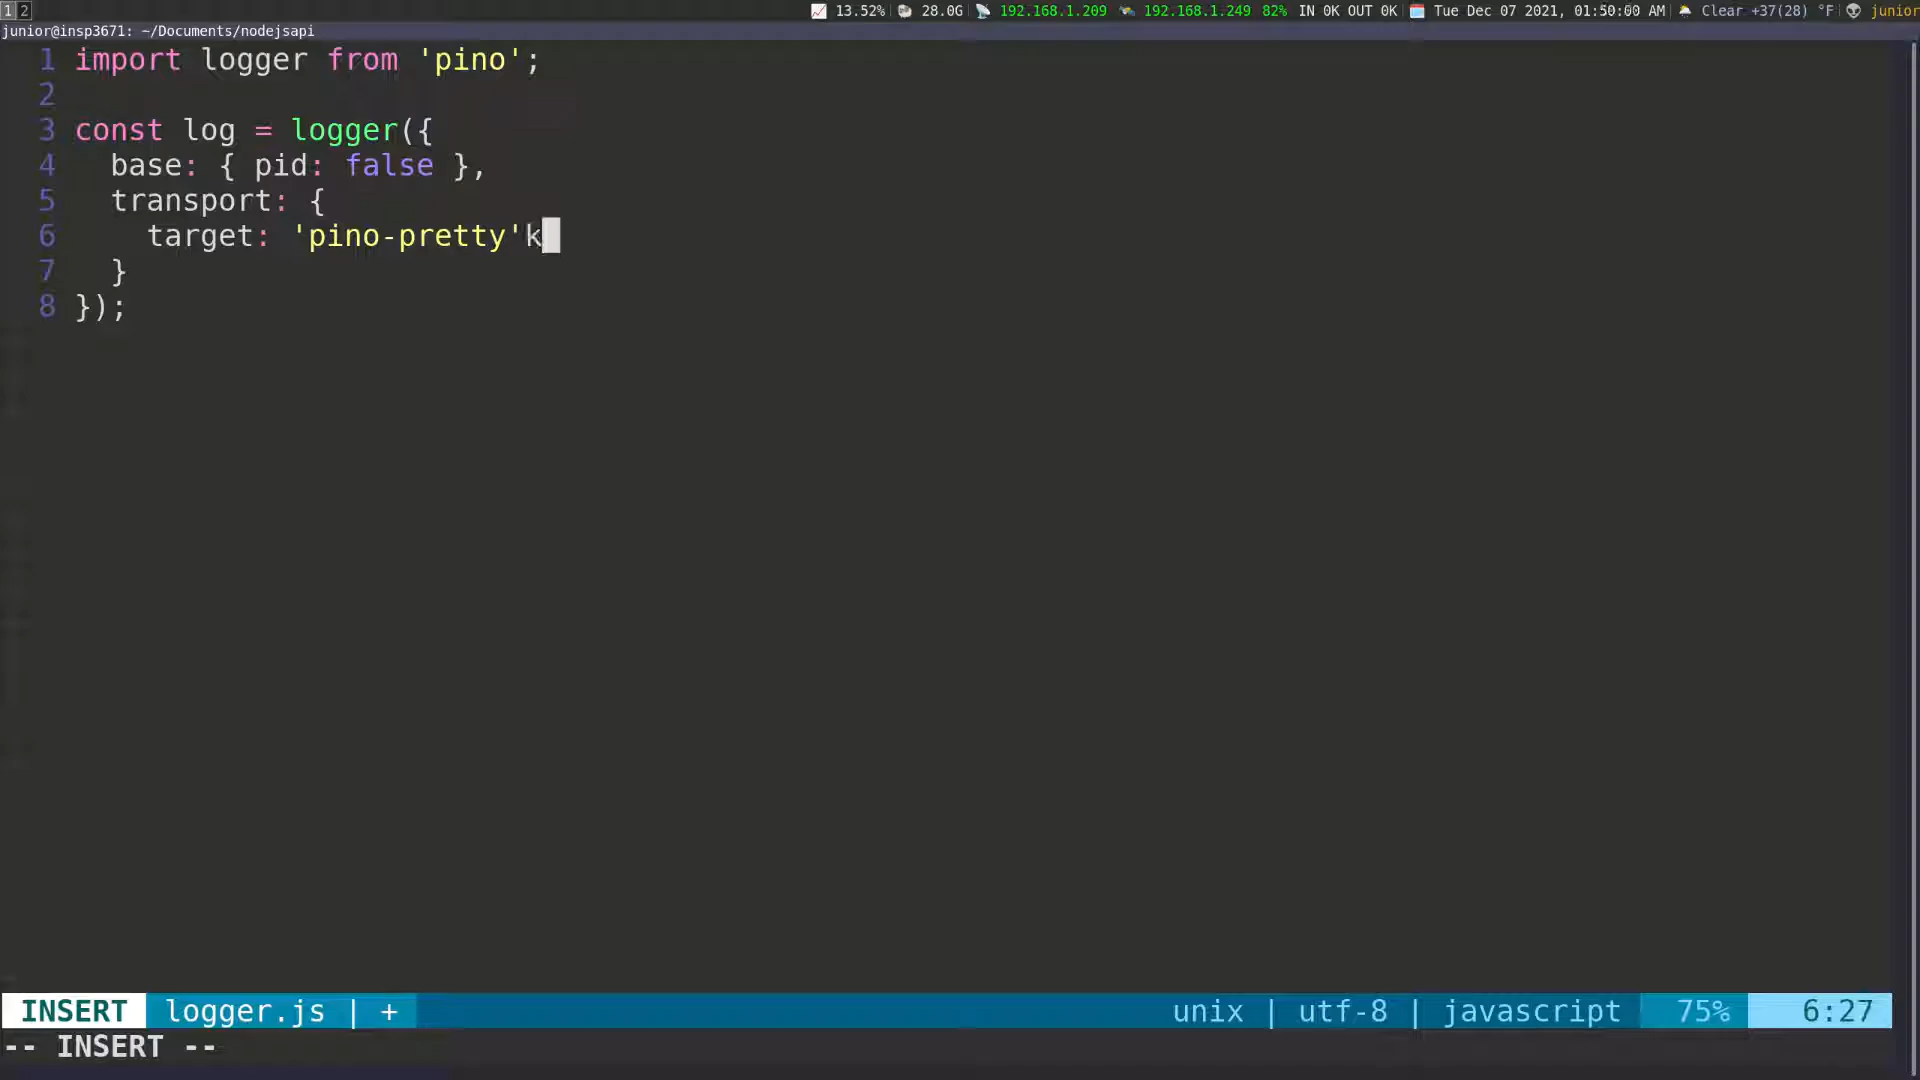 1 2 13.52% 28.0G 192.168.1.209 192.168.1.249 82% IN 0K OUT 0K Tue Dec 07 2021, 01:50:00 AM Clear +37(28) °F junior
junior@insp3671: ~/Documents/nodejsapi
1 import logger from 'pino';
2
3 const log = logger({
4   base: { pid: false },
5   transport: {
6     target: 'pino-pretty'k
7   }
8 });
INSERT logger.js | + unix | utf-8 | javascript 75% 6:27
-- INSERT --